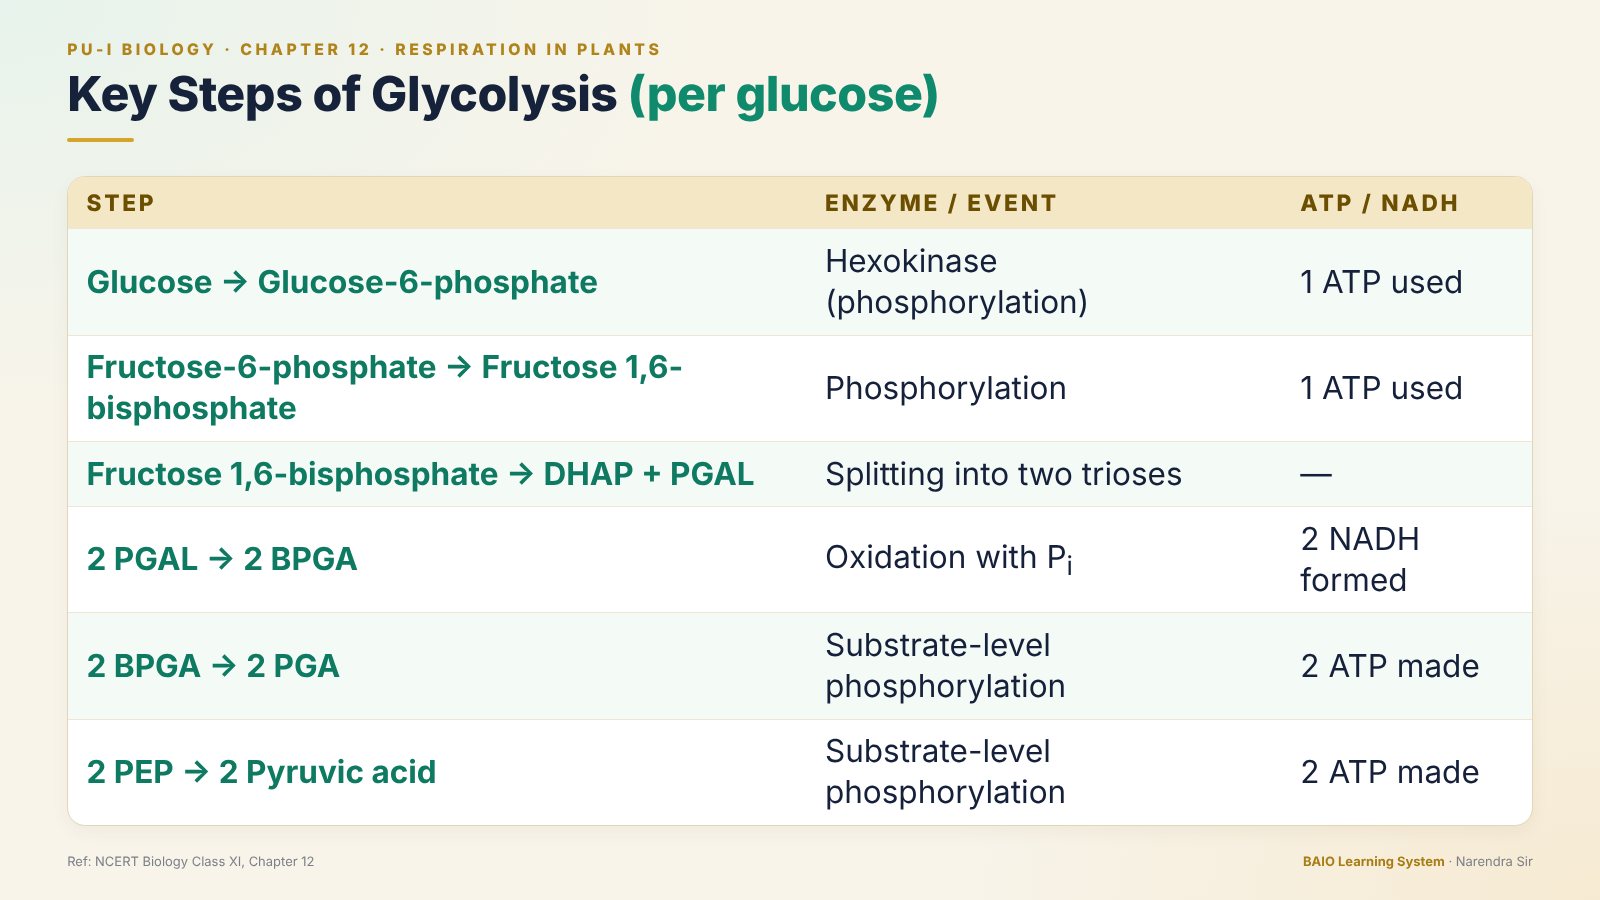 PU-I BIOLOGY · CHAPTER 12 · RESPIRATION IN PLANTS
Key Steps of Glycolysis (per glucose)
STEP ENZYME / EVENT ATP / NADH
Glucose → Glucose-6-phosphate
Hexokinase
(phosphorylation)
1 ATP used
Fructose-6-phosphate → Fructose 1,6-
bisphosphate
Phosphorylation
1 ATP used
Fructose 1,6-bisphosphate → DHAP + PGAL
Splitting into two trioses
—
2 PGAL → 2 BPGA
Oxidation with Pᵢ
2 NADH
formed
2 BPGA → 2 PGA
Substrate-level
phosphorylation
2 ATP made
2 PEP → 2 Pyruvic acid
Substrate-level
phosphorylation
2 ATP made
Ref: NCERT Biology Class XI, Chapter 12
BAIO Learning System · Narendra Sir